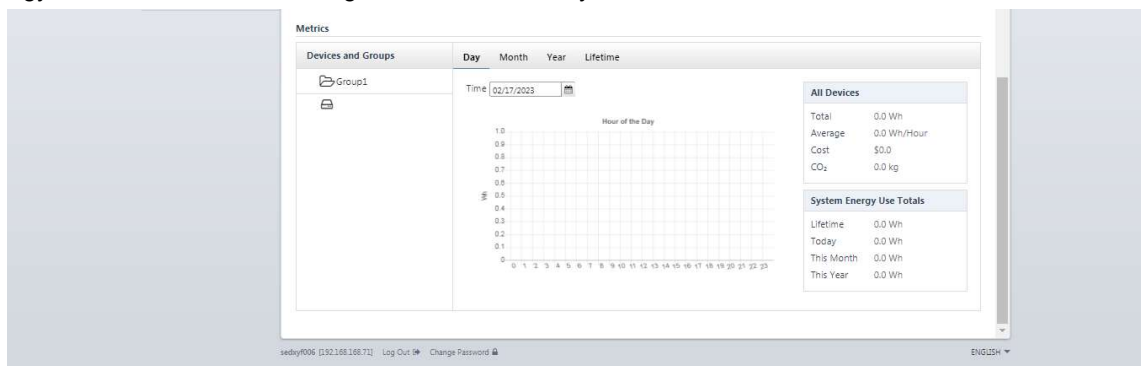 Metrics
Devices and Groups
Group1
Day Month Year Lifetime
Time 02/17/2023
Hour of the Day
1.0
0.9
0.8
0.7
0.6
0.5
0.4
0.3
0.2
0.1
0
Wh
0 1 2 3 4 5 6 7 8 9 10 11 12 13 14 15 16 17 18 19 20 21 22 23
All Devices
Total 0.0 Wh
Average 0.0 Wh/Hour
Cost $0.0
CO₂ 0.0 kg
System Energy Use Totals
Lifetime 0.0 Wh
Today 0.0 Wh
This Month 0.0 Wh
This Year 0.0 Wh
[192.168.168.71] Log Out Change Password
ENGLISH